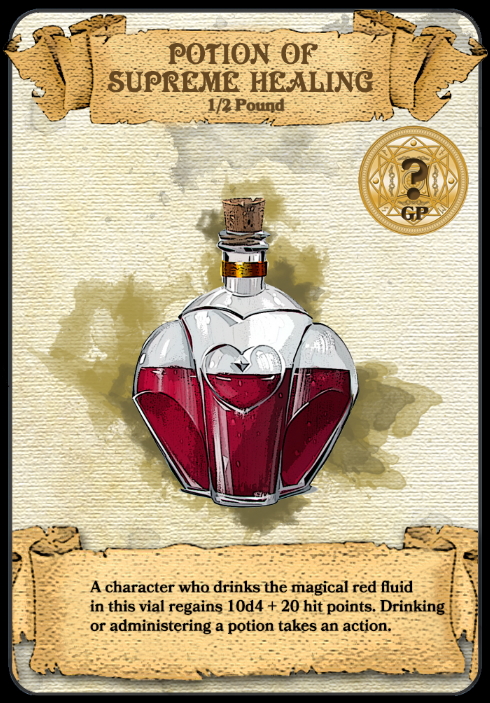 POTION OF
SUPREME HEALING
1/2 Pound
?
GP
A character who drinks the magical red fluid
in this vial regains 10d4 + 20 hit points. Drinking
or administering a potion takes an action.